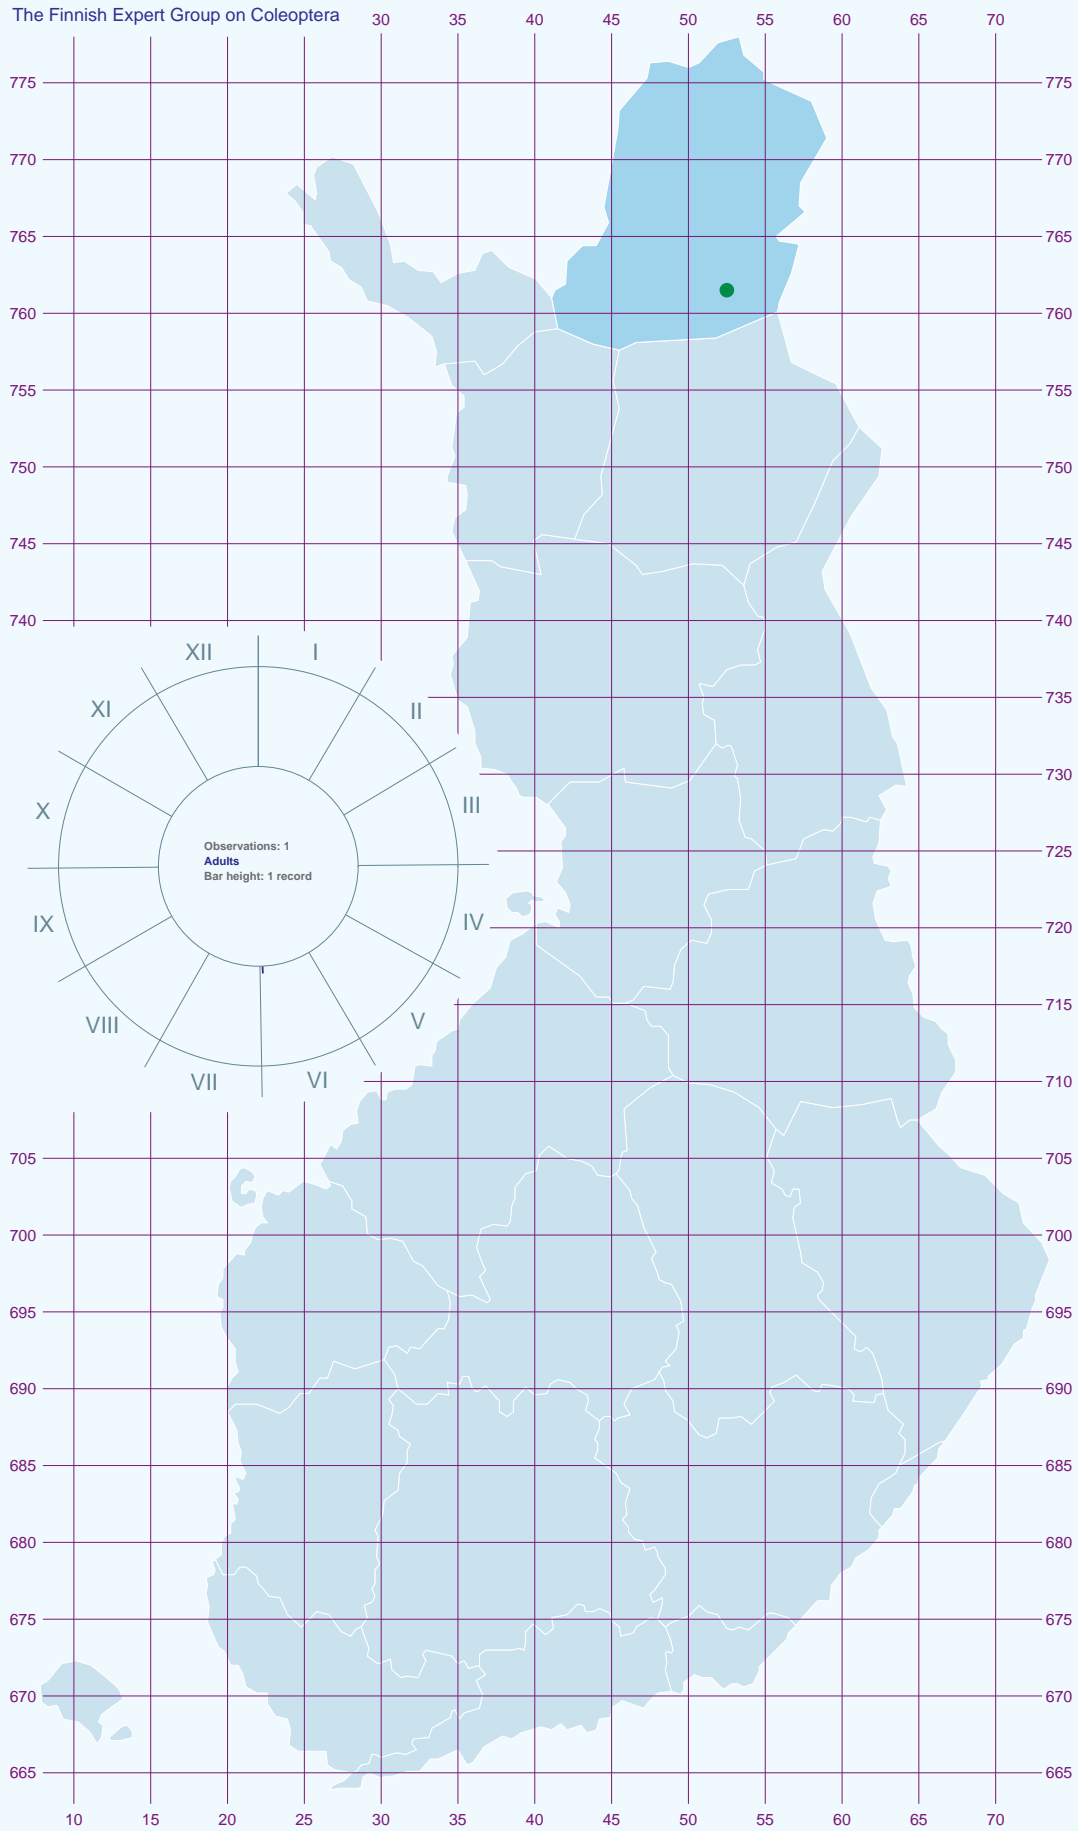 The Finnish Expert Group on Coleoptera
30 35 40 45 50 55 60 65 70
775 775
770 770
765 765
760 760
755 755
750 750
745 745
740 740
XII I
XI II
735
730
X III
725
Observations: 1
Adults
Bar height: 1 record
IX IV
720
715
VIII V
VII VI
710
705 705
700 700
695 695
690 690
685 685
680 680
675 675
670 670
665 665
10 15 20 25 30 35 40 45 50 55 60 65 70